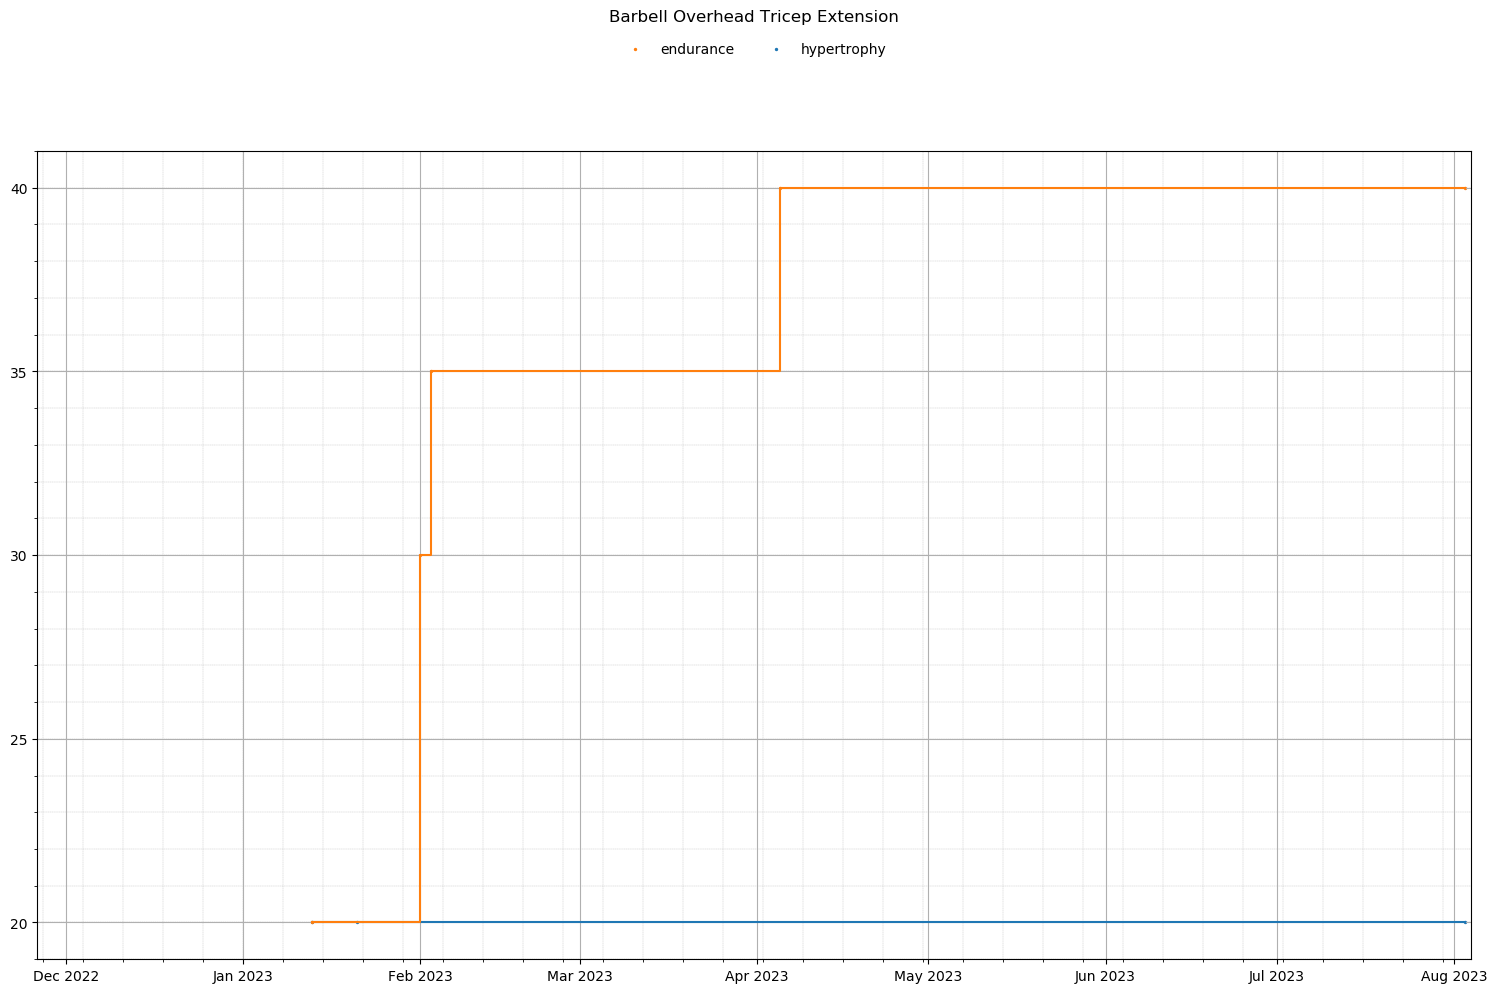 Barbell Overhead Tricep Extension
endurance hypertrophy
40
35
30
25
20
Dec 2022 Jan 2023 Feb 2023 Mar 2023 Apr 2023 May 2023 Jun 2023 Jul 2023 Aug 2023